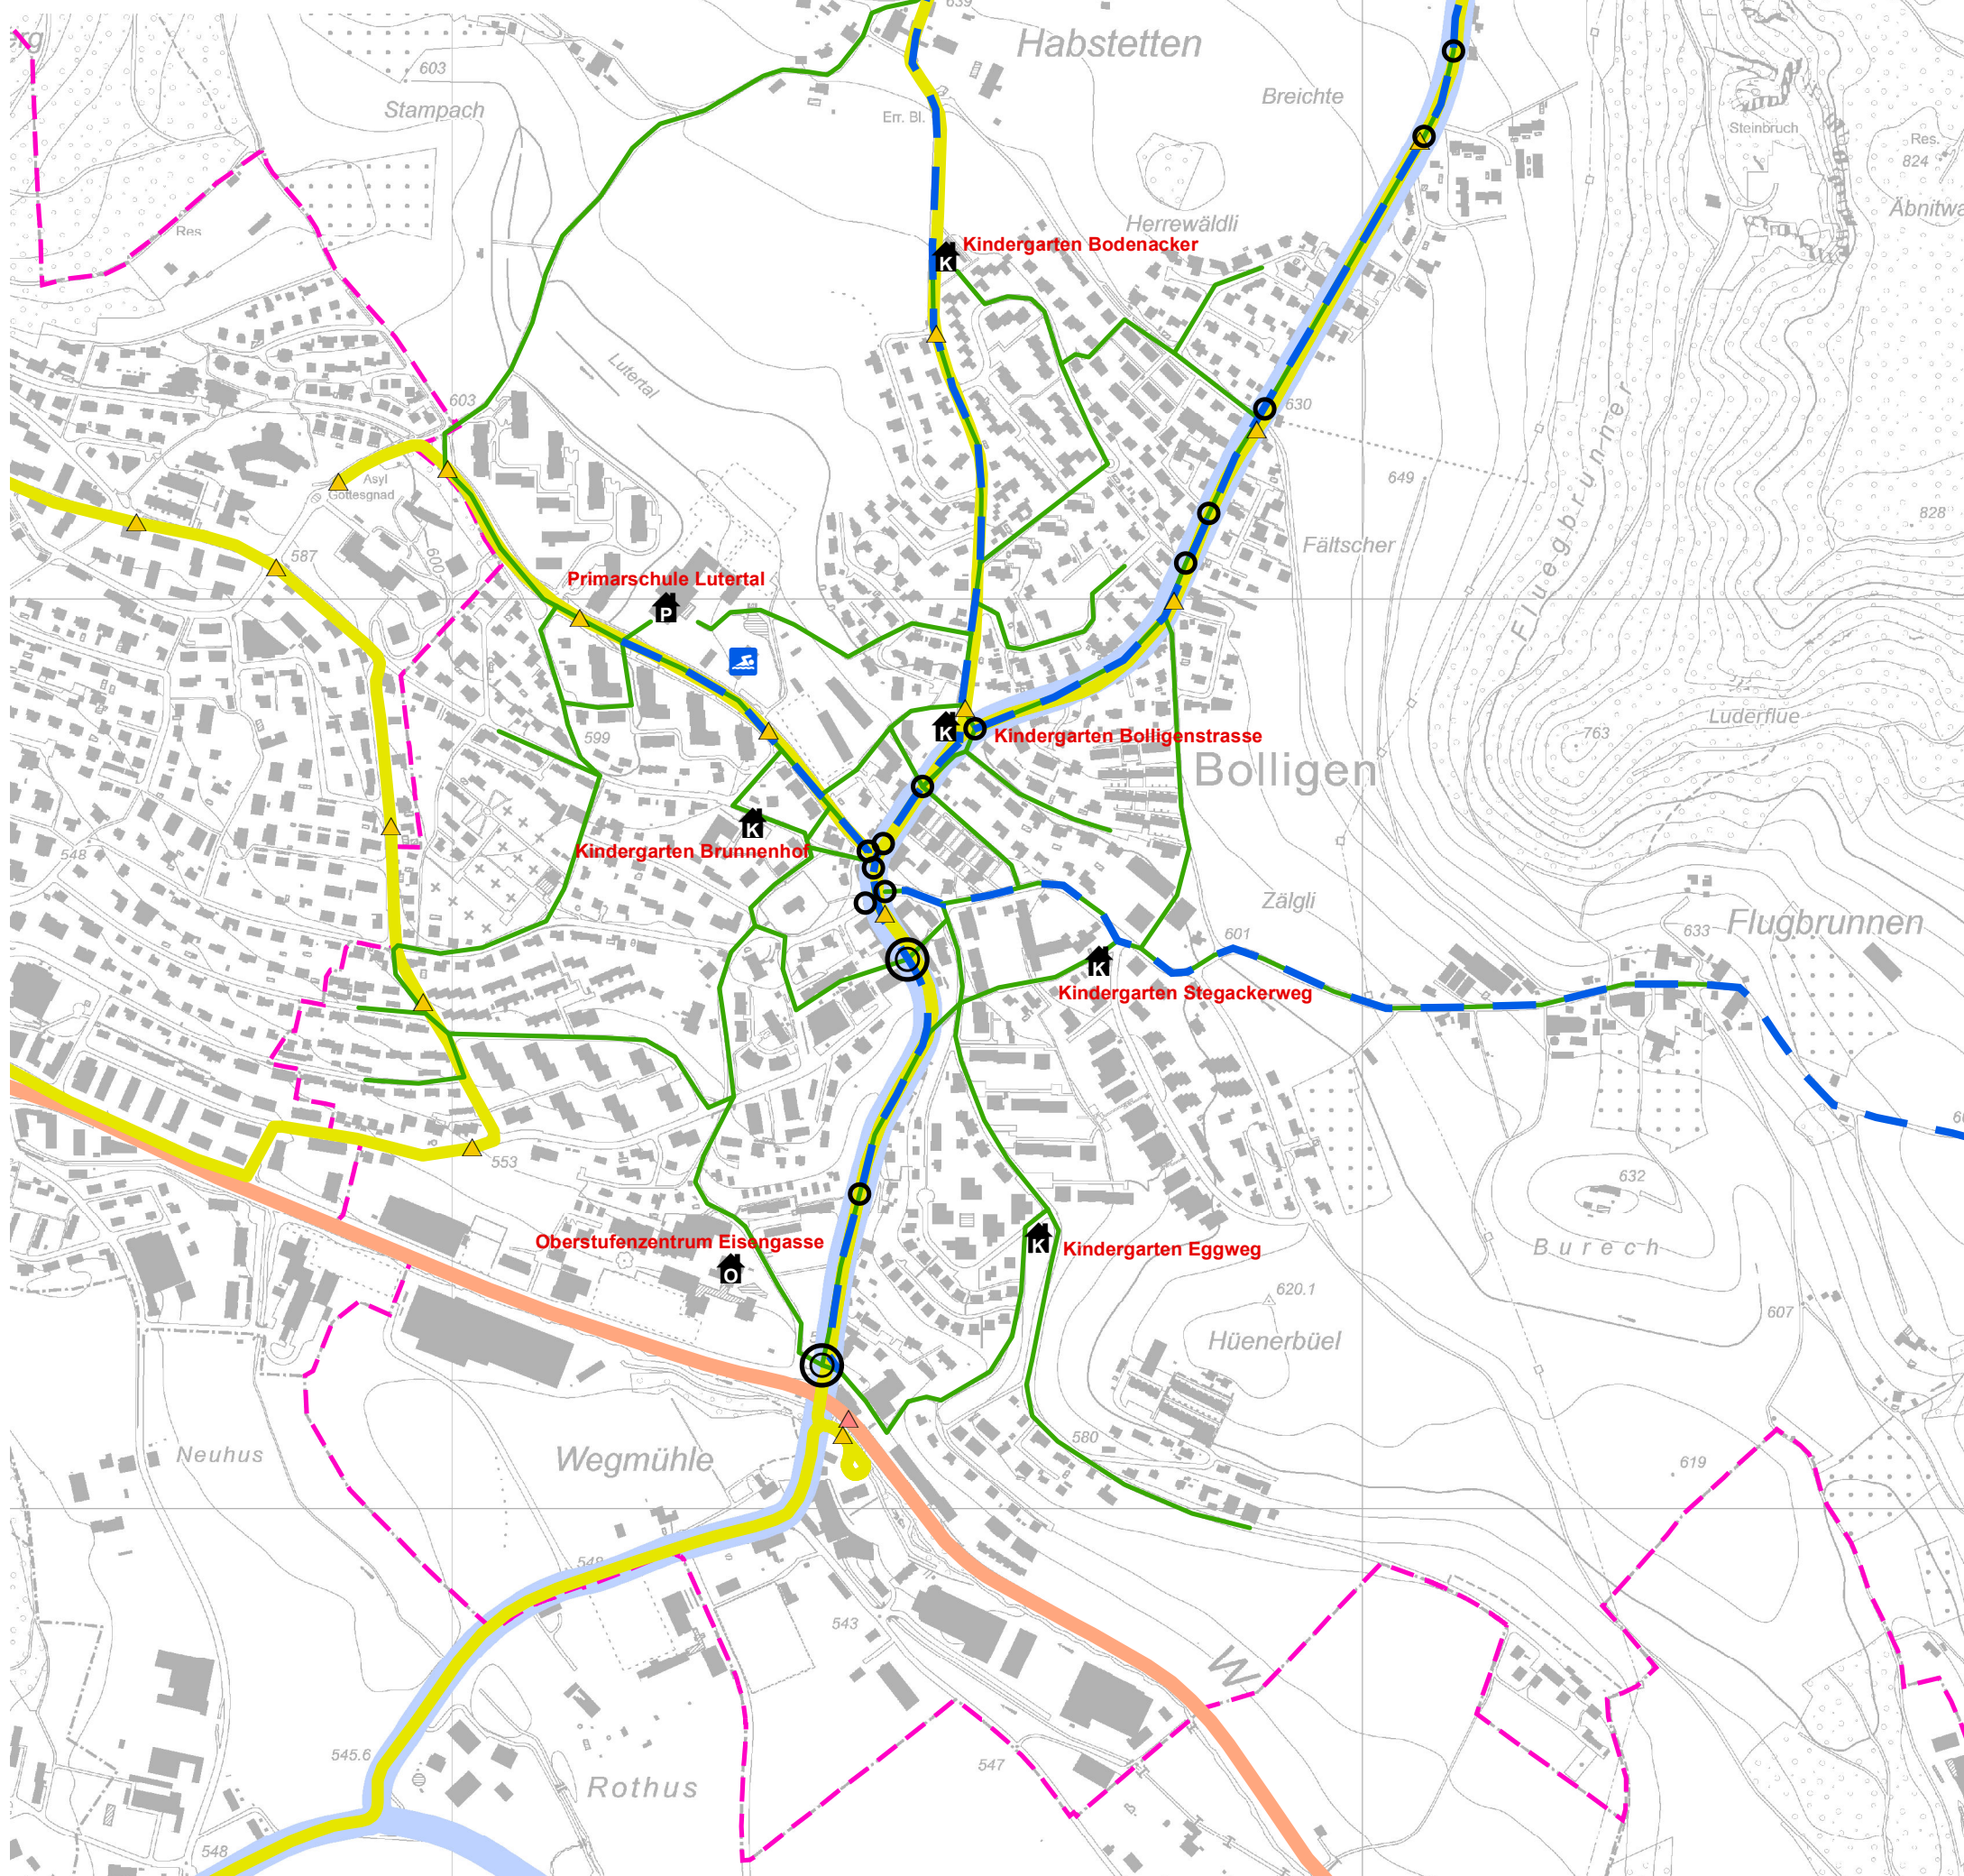 639
Habstetten
603
Stampach
Breichte
Err. Bl.
Steinbruch
Res.
824
Herrewäldli
Res
Kindergarten Bodenacker
K
Lutertal
603
630
649
Asyl
Gottesgnad
587
600
828
Fältscher
Fluegbrunner
Primarschule Lutertal
P
599
K
Kindergarten Bolligenstrasse
Luderflue
763
Bolligen
K
Kindergarten Brunnenhof
548
Zälgli
Flugbrunnen
633
601
K
Kindergarten Stegackerweg
553
632
Oberstufenzentrum Eisengasse
O
K
Kindergarten Eggweg
Burech
620.1
607
Hüenerbüel
580
Neuhus
Wegmühle
619
548
543
W
545.6
Rothus
547
548